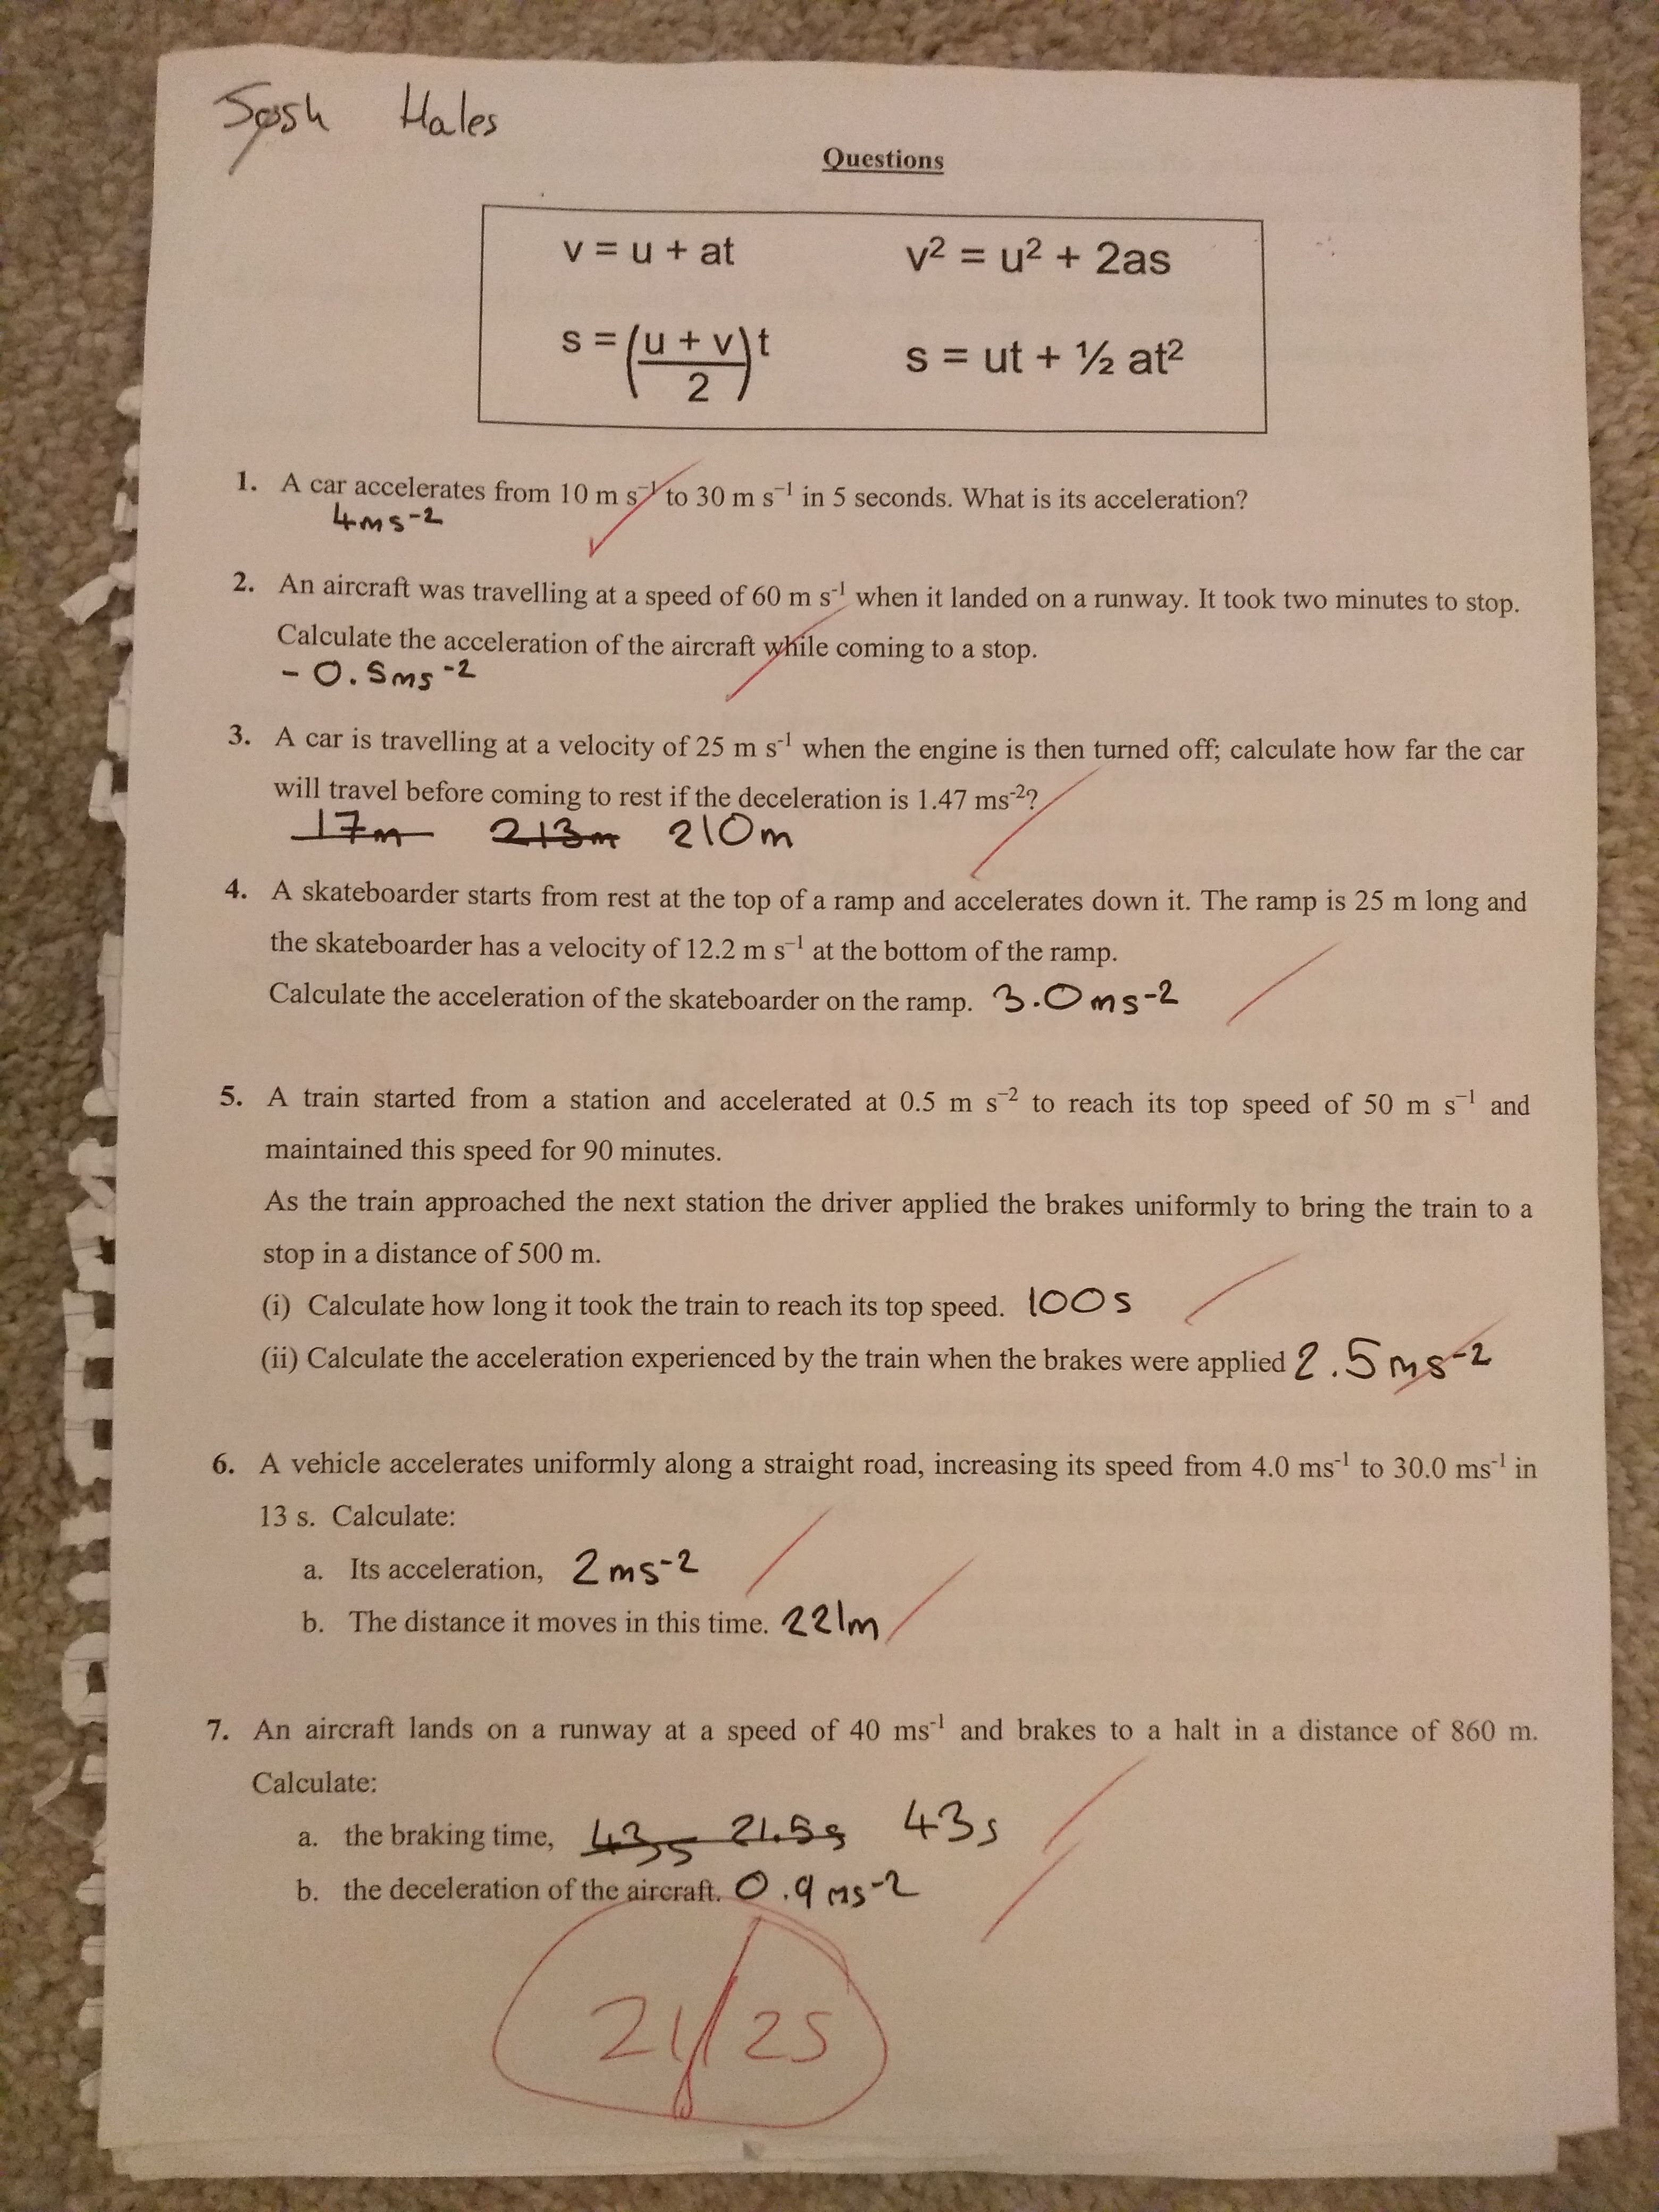 Josh Hales
Questions
v = u + at
v² = u² + 2as
s = (u + v / 2) t
s = ut + ½ at²
1. A car accelerates from 10 m s⁻¹ to 30 m s⁻¹ in 5 seconds. What is its acceleration?
4ms⁻²
2. An aircraft was travelling at a speed of 60 m s⁻¹ when it landed on a runway. It took two minutes to stop.
Calculate the acceleration of the aircraft while coming to a stop.
- 0.5ms⁻²
3. A car is travelling at a velocity of 25 m s⁻¹ when the engine is then turned off; calculate how far the car
will travel before coming to rest if the deceleration is 1.47 ms⁻²?
17m 213m 210m
4. A skateboarder starts from rest at the top of a ramp and accelerates down it. The ramp is 25 m long and
the skateboarder has a velocity of 12.2 m s⁻¹ at the bottom of the ramp.
Calculate the acceleration of the skateboarder on the ramp. 3.0ms⁻²
5. A train started from a station and accelerated at 0.5 m s⁻² to reach its top speed of 50 m s⁻¹ and
maintained this speed for 90 minutes.
As the train approached the next station the driver applied the brakes uniformly to bring the train to a
stop in a distance of 500 m.
(i) Calculate how long it took the train to reach its top speed. 100s
(ii) Calculate the acceleration experienced by the train when the brakes were applied 2.5ms⁻²
6. A vehicle accelerates uniformly along a straight road, increasing its speed from 4.0 ms⁻¹ to 30.0 ms⁻¹ in
13 s. Calculate:
a. Its acceleration, 2ms⁻²
b. The distance it moves in this time. 221m
7. An aircraft lands on a runway at a speed of 40 ms⁻¹ and brakes to a halt in a distance of 860 m.
Calculate:
a. the braking time, 43s 21.5s 43s
b. the deceleration of the aircraft. 0.9ms⁻²
21/25